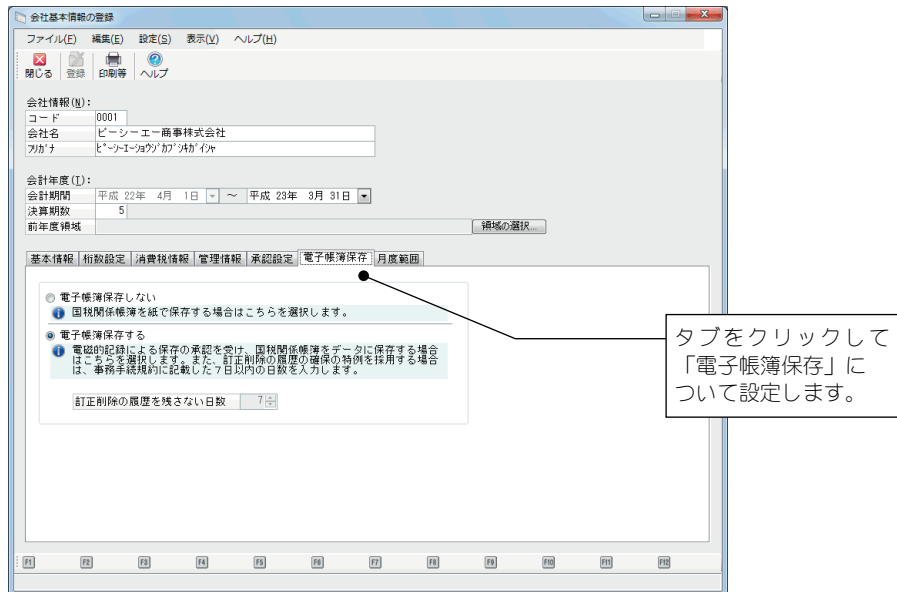 会社基本情報の登録
ファイル(F) 編集(E) 設定(S) 表示(V) ヘルプ(H)
閉じる 登録 印刷等 ヘルプ
会社情報(N):
コード 0001
会社名 ピーシーエー商事株式会社
フリガナ ピーシーエーショウジカブシキガイシャ
会計年度(T):
会計期間 平成 22年 4月 1日 ～ 平成 23年 3月 31日
決算期数 5
前年度領域 領域の選択...
基本情報 桁数設定 消費税情報 管理情報 承認設定 電子帳簿保存 月度範囲
電子帳簿保存しない
国税関係帳簿を紙で保存する場合はこちらを選択します。
電子帳簿保存する
電磁的記録による保存の承認を受け、国税関係帳簿をデータに保存する場合
はこちらを選択します。また、訂正削除の履歴の確保の特例を採用する場合
は、事務手続規約に記載した７日以内の日数を入力します。
訂正削除の履歴を残さない日数 7
タブをクリックして
「電子帳簿保存」に
ついて設定します。
F1 F2 F3 F4 F5 F6 F7 F8 F9 F10 F11 F12